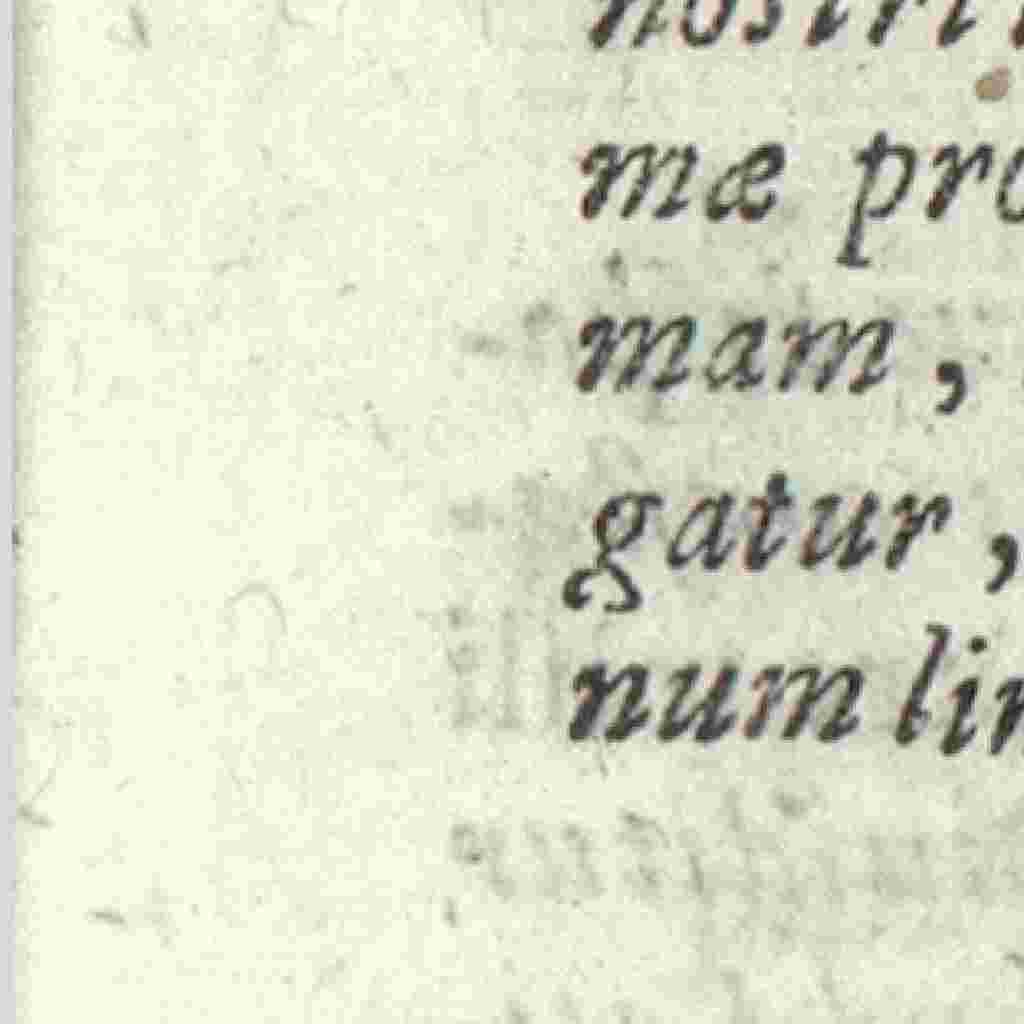 nostri
mæ pro
mam,
gatur,
num lin